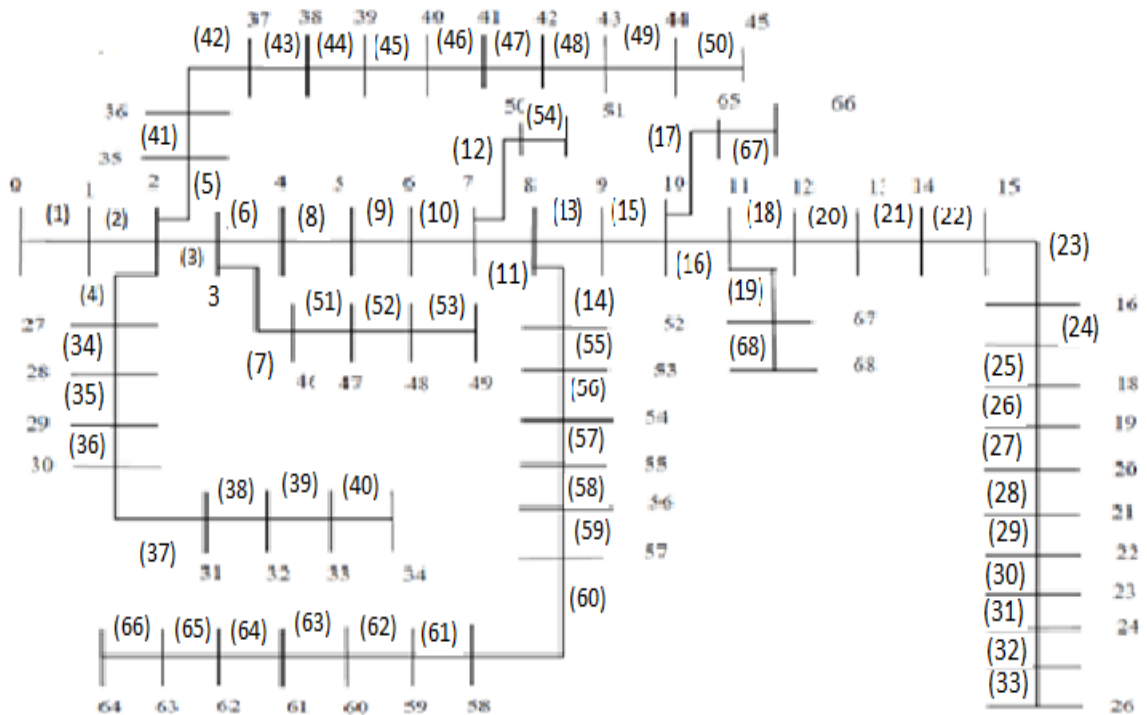 37 38 39 40 41 42 43 44 45
(42) (43) (44) (45) (46) (47) (48) (49) (50)
36 50 (54) 51 65 66
(41) (12) (17) (67)
35
0 1 2 (5) 3 4 5 6 7 8 9 10 11 12 13 14 15
(1) (2) (6) (8) (9) (10) (13) (15) (18) (20) (21) (22)
(3) (11) (16) (23)
(4) (19)
27 (51) (52) (53) (14) 52 67 16
(34) (7) (55) (68) (24)
28 46 47 48 49 53 68 (25)
(35) (56) 18
29 54 (26) 19
(36) (57) (27)
30 55 20
(38) (39) (40) (58) (28)
56 21
(59) (29)
(37) 57 22
31 32 33 34 (30)
(60) 23
(66) (65) (64) (63) (62) (61) (31) 24
(32)
(33)
64 63 62 61 60 59 58 26